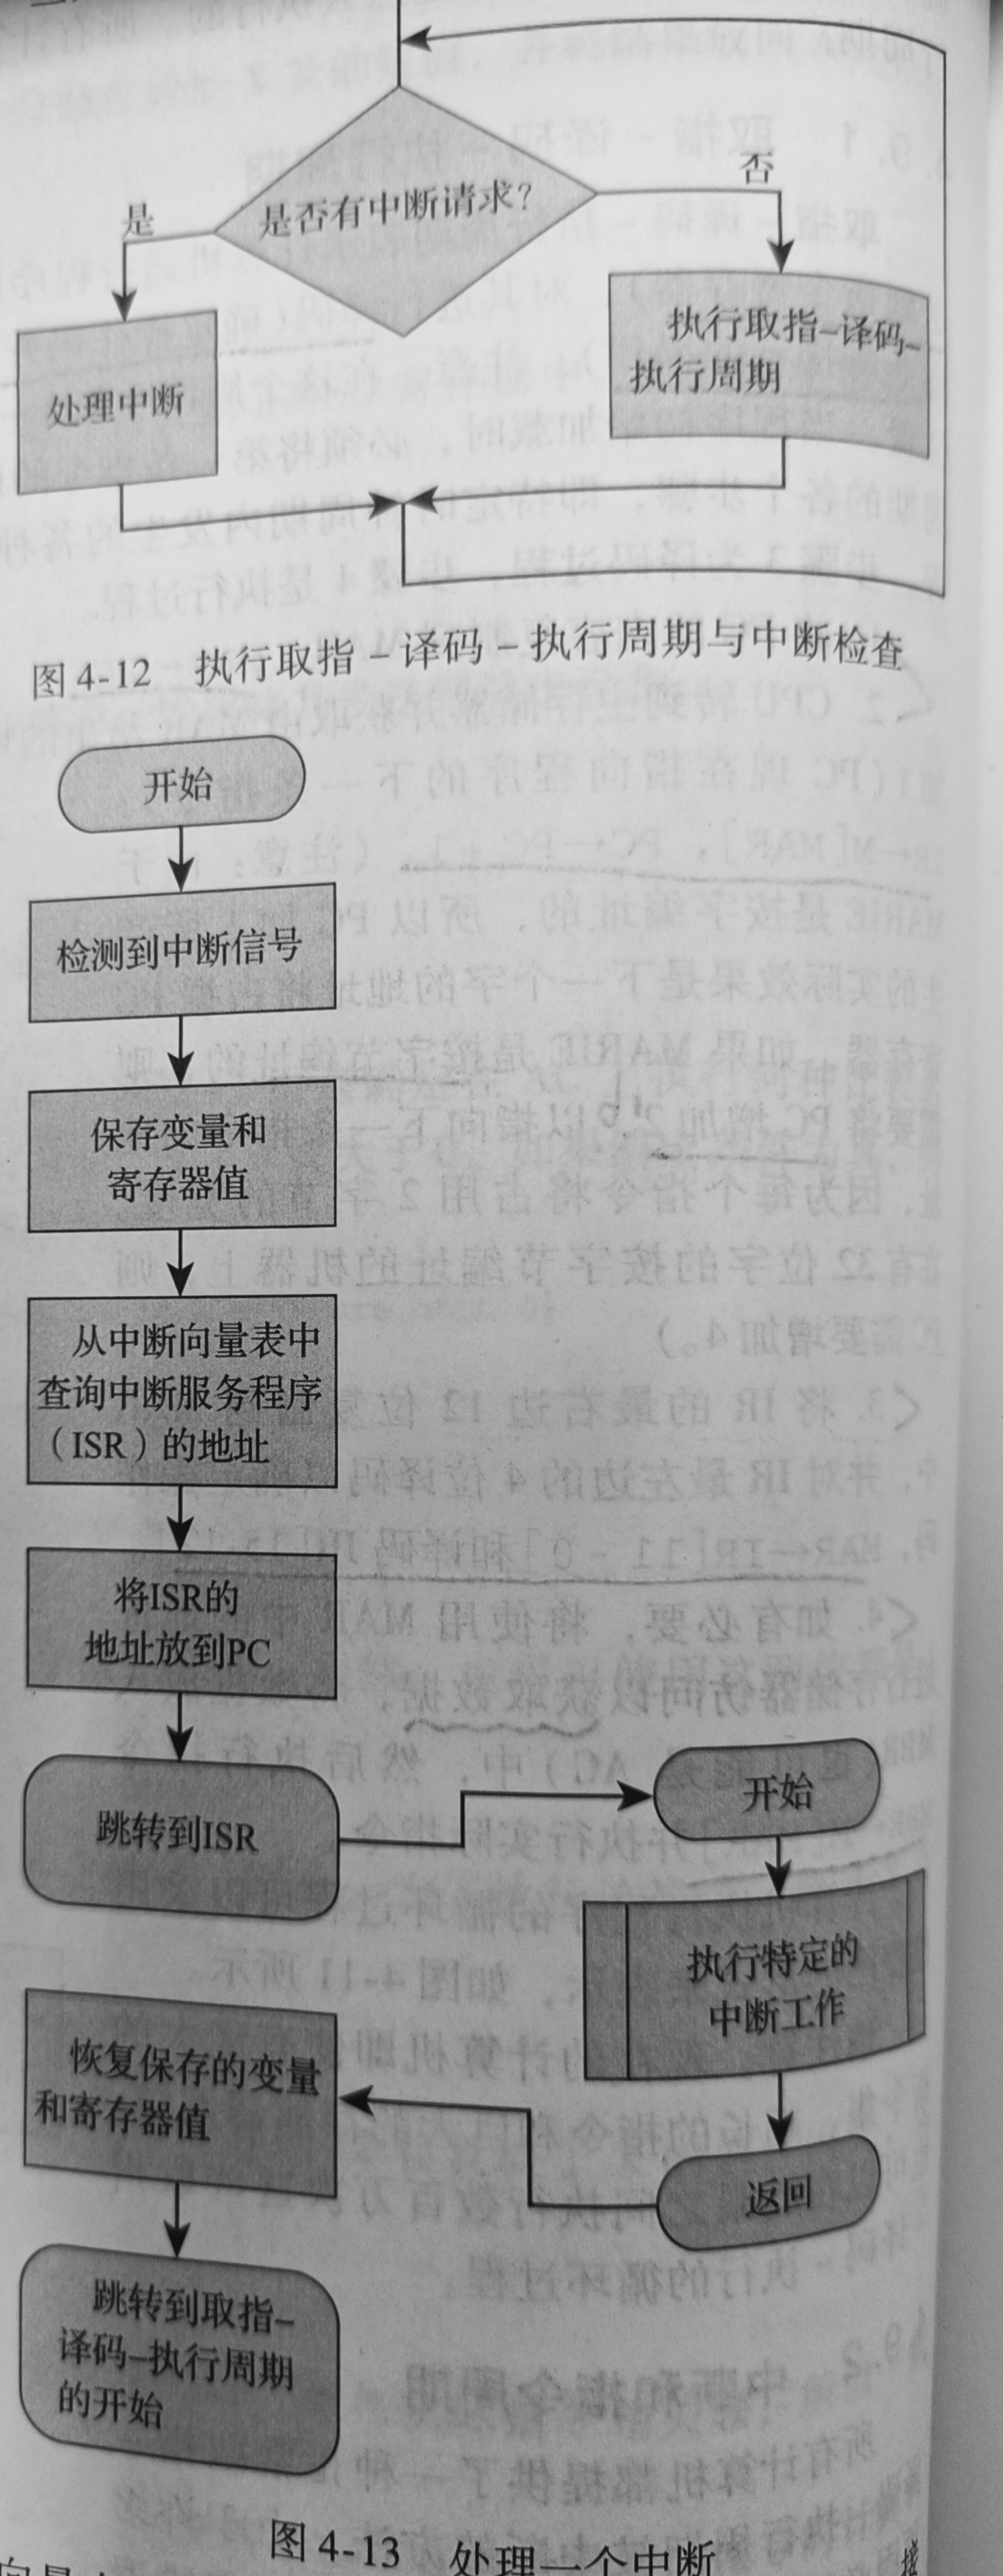 是否有中断请求?
是
否
处理中断
执行取指–译码–
执行周期
图 4-12 执行取指 – 译码 – 执行周期与中断检查
开始
检测到中断信号
保存变量和
寄存器值
从中断向量表中
查询中断服务程序
（ISR）的地址
将ISR的
地址放到PC
跳转到ISR
开始
执行特定的
中断工作
返回
恢复保存的变量
和寄存器值
跳转到取指–
译码–执行周期
的开始
图 4-13 处理一个中断